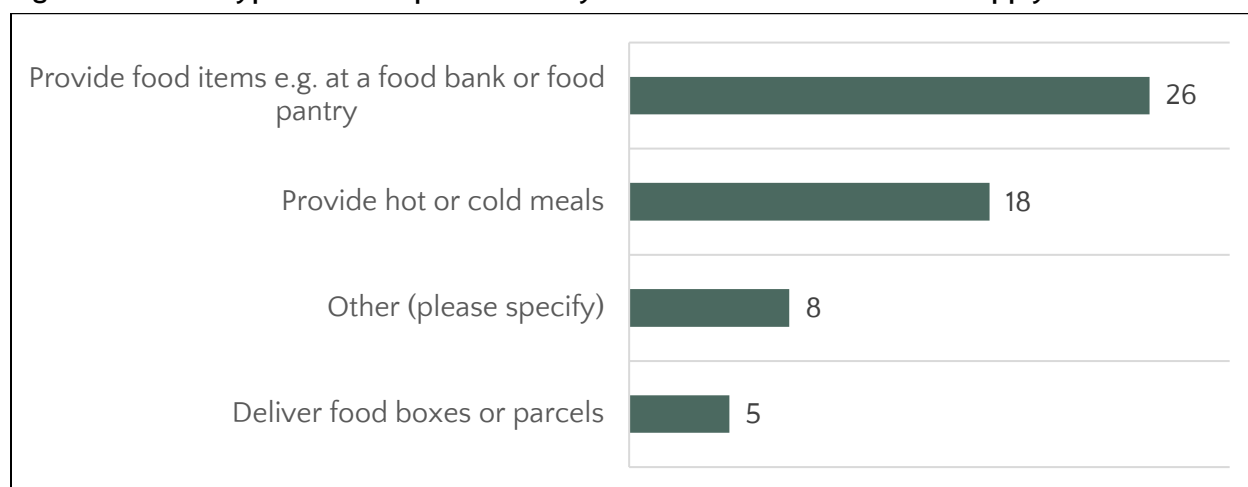 Provide food items e.g. at a food bank or food
pantry
26
Provide hot or cold meals
18
Other (please specify)
8
Deliver food boxes or parcels
5